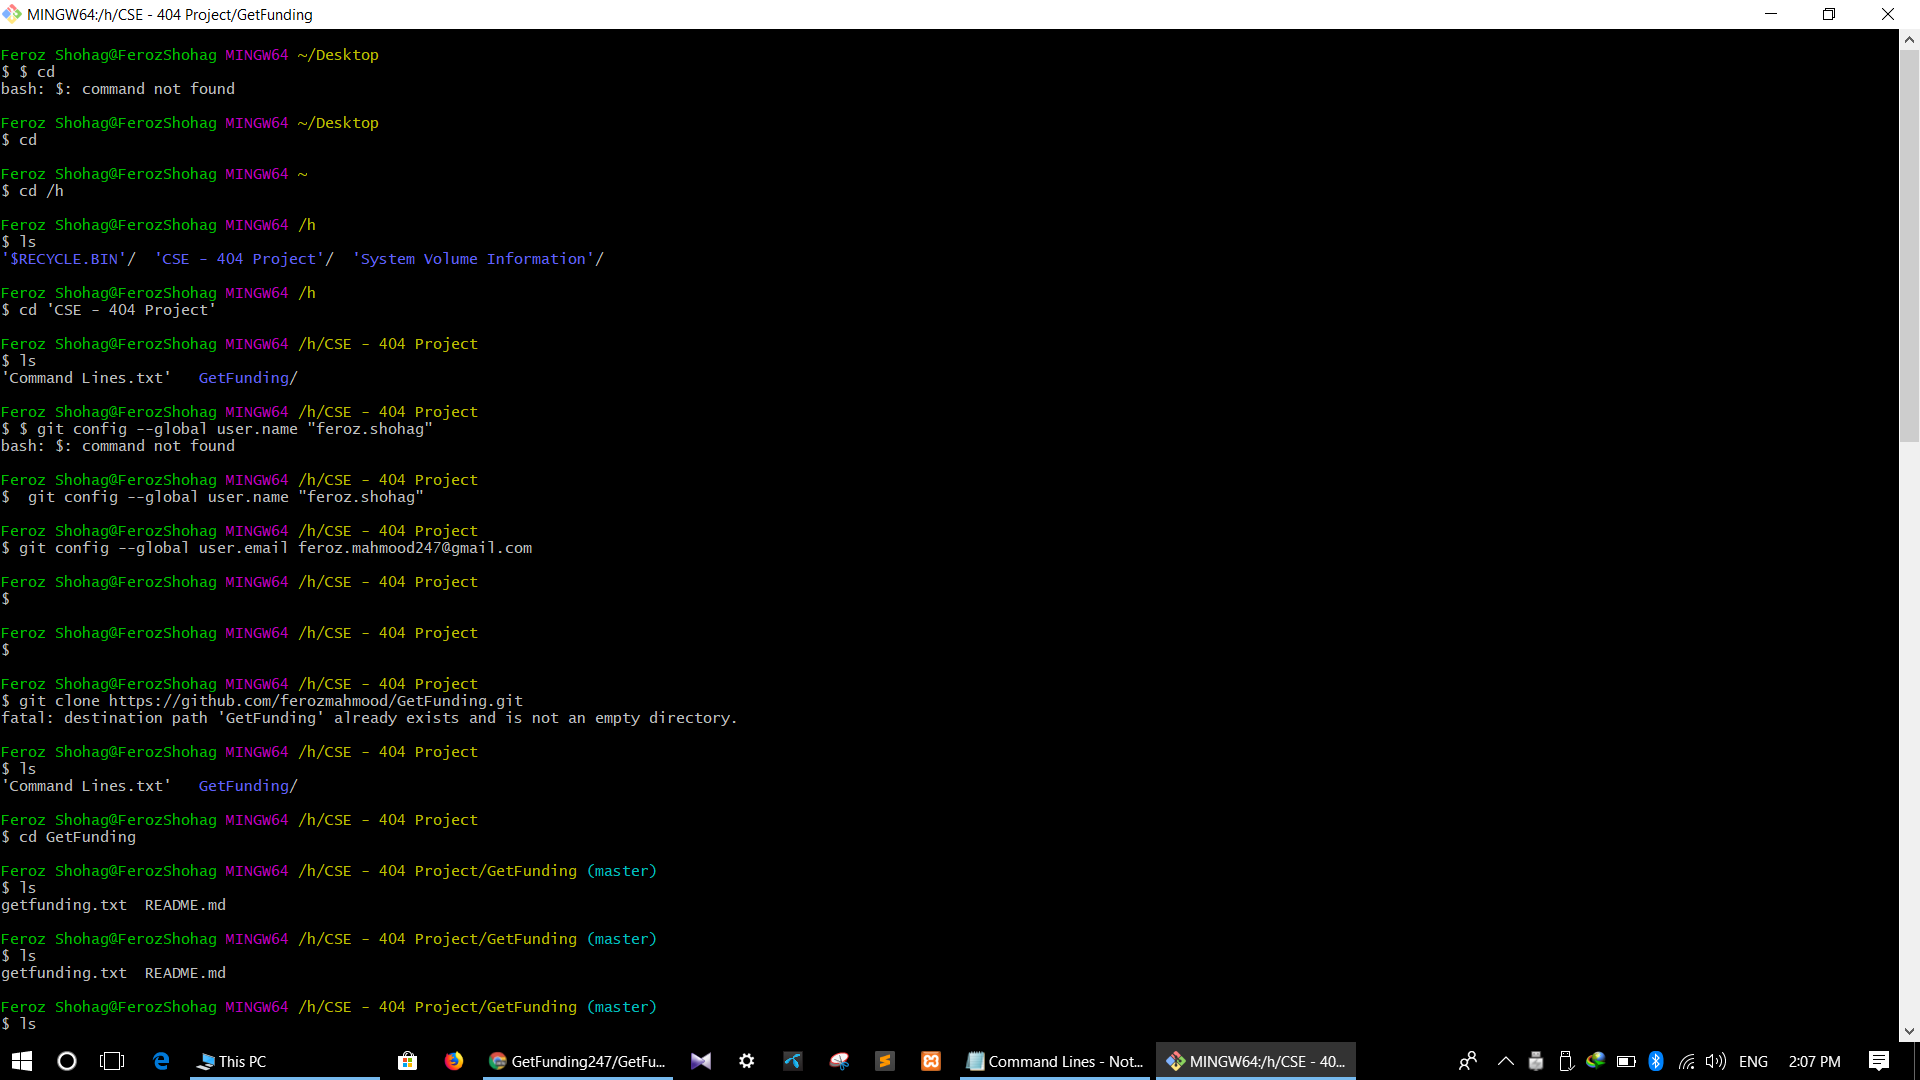 MINGW64:/h/CSE - 404 Project/GetFunding
Feroz Shohag@FerozShohag MINGW64 ~/Desktop
$ $ cd
bash: $: command not found
Feroz Shohag@FerozShohag MINGW64 ~/Desktop
$ cd
Feroz Shohag@FerozShohag MINGW64 ~
$ cd /h
Feroz Shohag@FerozShohag MINGW64 /h
$ ls
'$RECYCLE.BIN'/  'CSE - 404 Project'/  'System Volume Information'/
Feroz Shohag@FerozShohag MINGW64 /h
$ cd 'CSE - 404 Project'
Feroz Shohag@FerozShohag MINGW64 /h/CSE - 404 Project
$ ls
'Command Lines.txt'   GetFunding/
Feroz Shohag@FerozShohag MINGW64 /h/CSE - 404 Project
$ $ git config --global user.name "feroz.shohag"
bash: $: command not found
Feroz Shohag@FerozShohag MINGW64 /h/CSE - 404 Project
$  git config --global user.name "feroz.shohag"
Feroz Shohag@FerozShohag MINGW64 /h/CSE - 404 Project
$ git config --global user.email feroz.mahmood247@gmail.com
Feroz Shohag@FerozShohag MINGW64 /h/CSE - 404 Project
$
Feroz Shohag@FerozShohag MINGW64 /h/CSE - 404 Project
$
Feroz Shohag@FerozShohag MINGW64 /h/CSE - 404 Project
$ git clone https://github.com/ferozmahmood/GetFunding.git
fatal: destination path 'GetFunding' already exists and is not an empty directory.
Feroz Shohag@FerozShohag MINGW64 /h/CSE - 404 Project
$ ls
'Command Lines.txt'   GetFunding/
Feroz Shohag@FerozShohag MINGW64 /h/CSE - 404 Project
$ cd GetFunding
Feroz Shohag@FerozShohag MINGW64 /h/CSE - 404 Project/GetFunding (master)
$ ls
getfunding.txt  README.md
Feroz Shohag@FerozShohag MINGW64 /h/CSE - 404 Project/GetFunding (master)
$ ls
getfunding.txt  README.md
Feroz Shohag@FerozShohag MINGW64 /h/CSE - 404 Project/GetFunding (master)
$ ls
This PC GetFunding247/GetFu... Command Lines - Not... MINGW64:/h/CSE - 40... ENG 2:07 PM